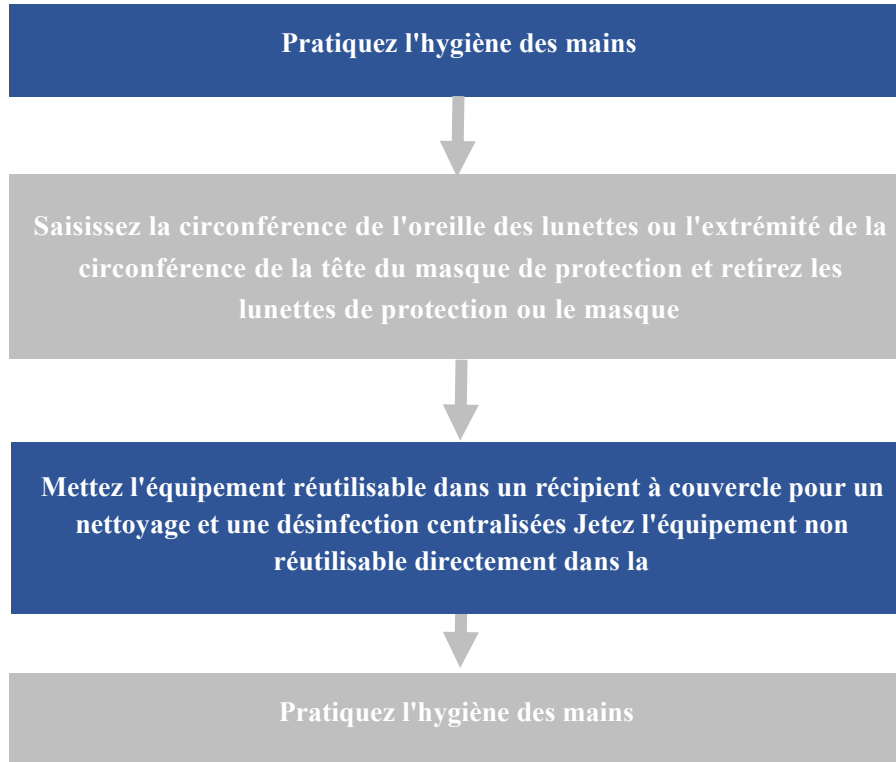 Pratiquez l'hygiène des mains
Saisissez la circonférence de l'oreille des lunettes ou l'extrémité de la
circonférence de la tête du masque de protection et retirez les
lunettes de protection ou le masque
Mettez l'équipement réutilisable dans un récipient à couvercle pour un
nettoyage et une désinfection centralisées Jetez l'équipement non
réutilisable directement dans la
Pratiquez l'hygiène des mains